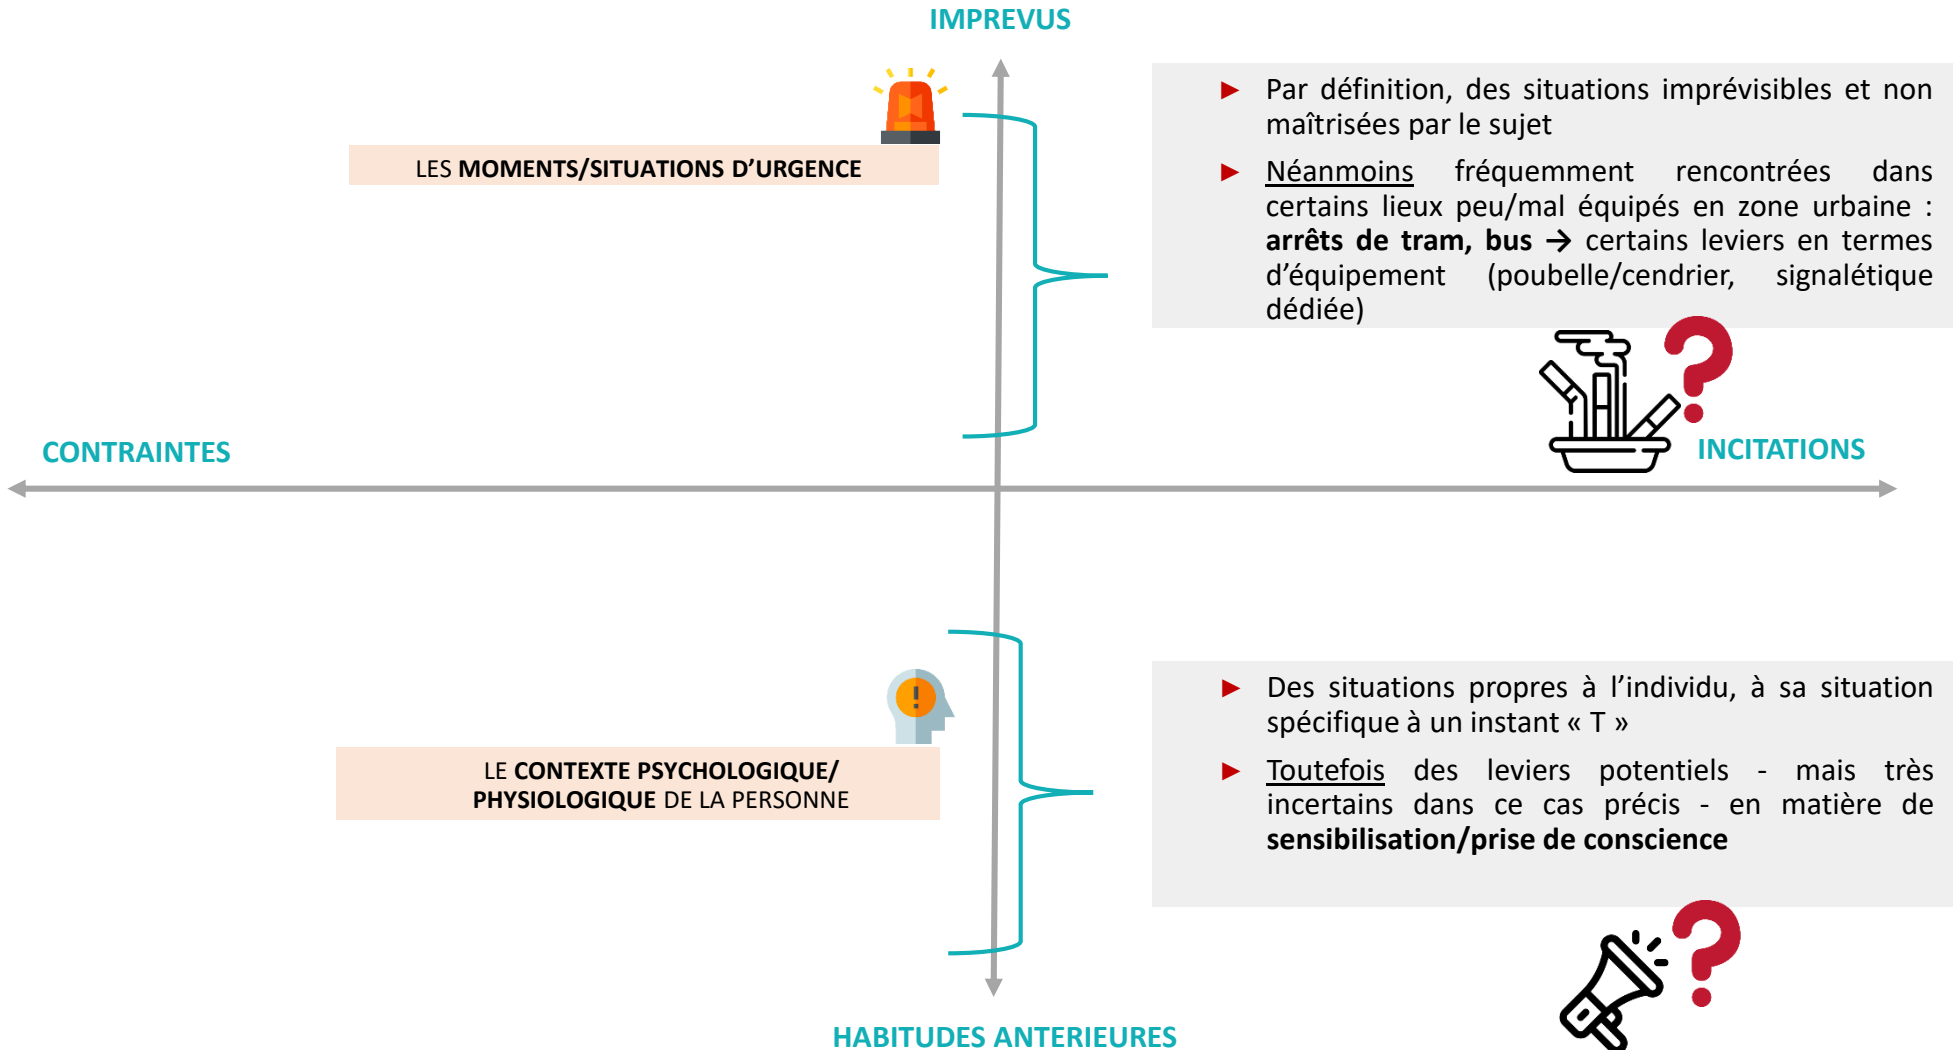 IMPREVUS
LES MOMENTS/SITUATIONS D’URGENCE
► Par définition, des situations imprévisibles et non
maîtrisées par le sujet
► Néanmoins fréquemment rencontrées dans
certains lieux peu/mal équipés en zone urbaine :
arrêts de tram, bus → certains leviers en termes
d’équipement (poubelle/cendrier, signalétique
dédiée)
CONTRAINTES
INCITATIONS
LE CONTEXTE PSYCHOLOGIQUE/
PHYSIOLOGIQUE DE LA PERSONNE
► Des situations propres à l’individu, à sa situation
spécifique à un instant « T »
► Toutefois des leviers potentiels - mais très
incertains dans ce cas précis - en matière de
sensibilisation/prise de conscience
HABITUDES ANTERIEURES